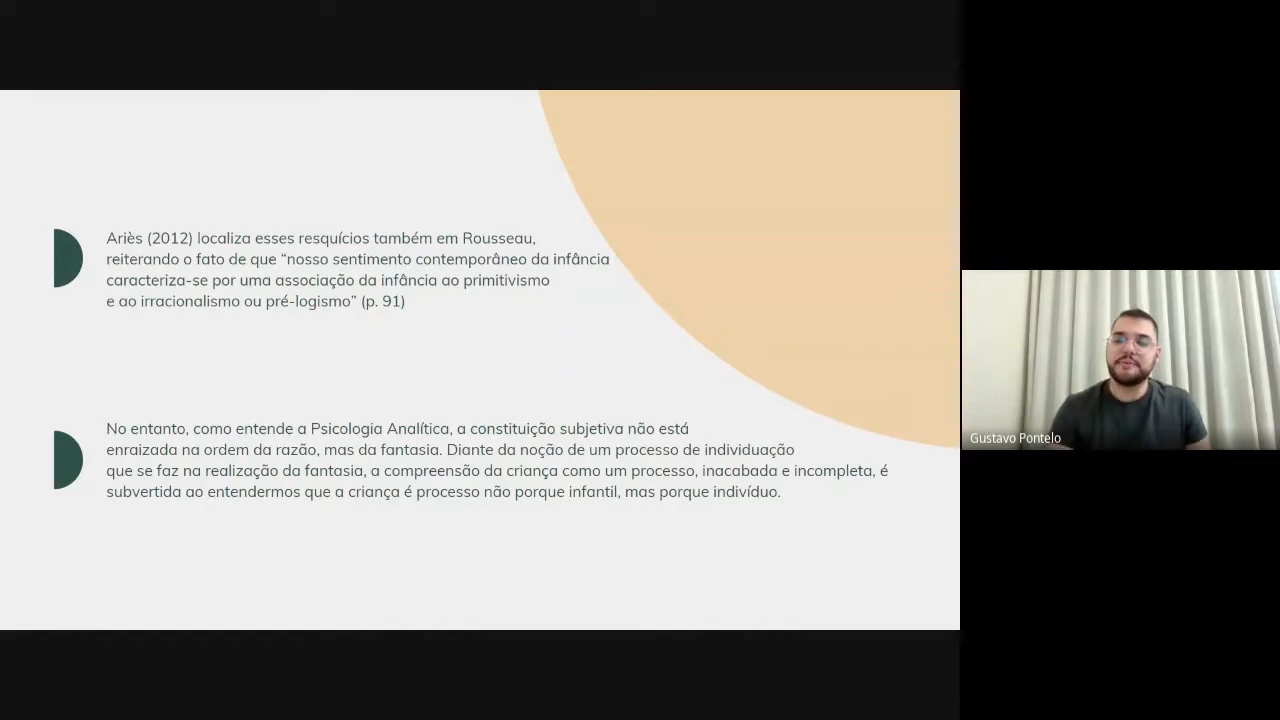 Ariès (2012) localiza esses resquícios também em Rousseau,
reiterando o fato de que “nosso sentimento contemporâneo da infância
caracteriza-se por uma associação da infância ao primitivismo
e ao irracionalismo ou pré-logismo” (p. 91)
No entanto, como entende a Psicologia Analítica, a constituição subjetiva não está
enraizada na ordem da razão, mas da fantasia. Diante da noção de um processo de individuação
que se faz na realização da fantasia, a compreensão da criança como um processo, inacabada e incompleta, é
subvertida ao entendermos que a criança é processo não porque infantil, mas porque indivíduo.
Gustavo Pontelo